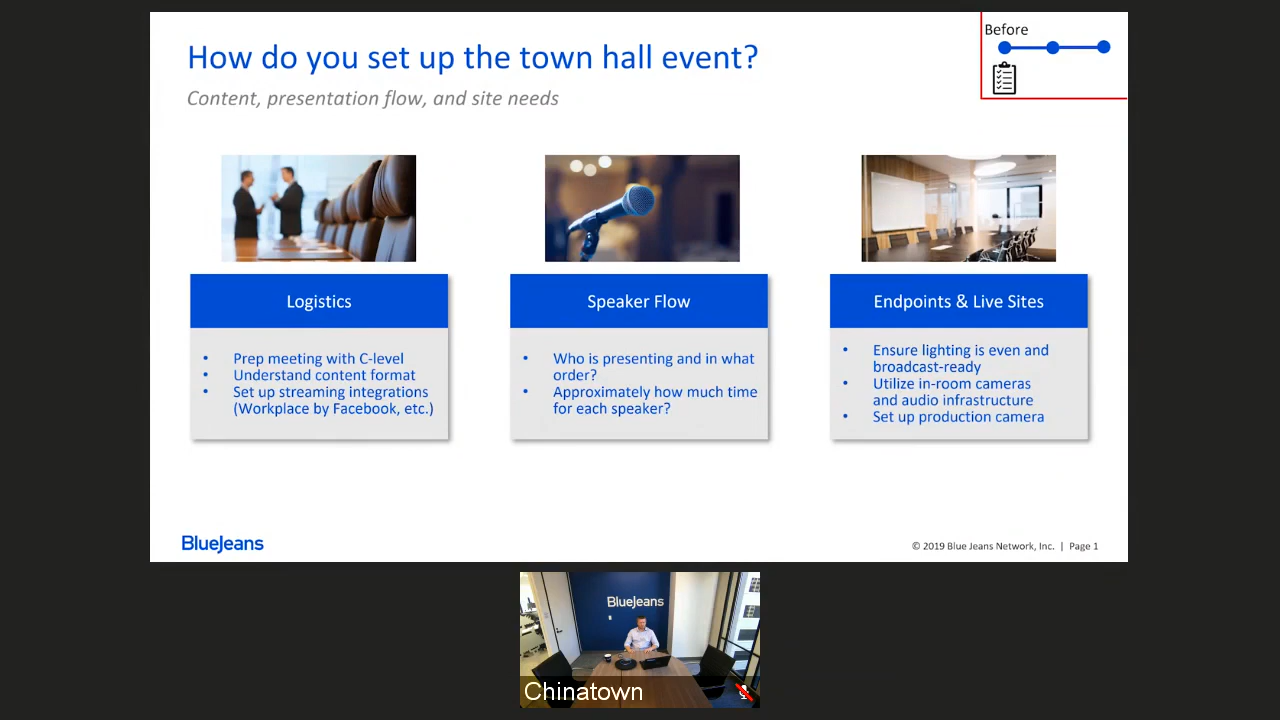 How do you set up the town hall event?
Content, presentation flow, and site needs
Before
Logistics
• Prep meeting with C-level
• Understand content format
• Set up streaming integrations
(Workplace by Facebook, etc.)
Speaker Flow
• Who is presenting and in what
order?
• Approximately how much time
for each speaker?
Endpoints & Live Sites
• Ensure lighting is even and
broadcast-ready
• Utilize in-room cameras
and audio infrastructure
• Set up production camera
BlueJeans
© 2019 Blue Jeans Network, Inc. | Page 1
BlueJeans
Chinatown